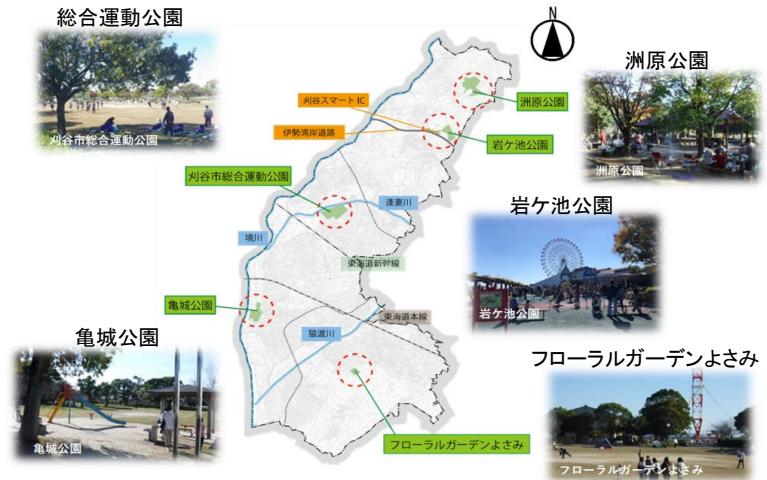 総合運動公園
刈谷市総合運動公園
N
洲原公園
洲原公園
刈谷スマートIC
伊勢湾岸道路
洲原公園
岩ケ池公園
刈谷市総合運動公園
逢妻川
境川
東海道新幹線
岩ケ池公園
岩ケ池公園
亀城公園
猿渡川
東海道本線
亀城公園
亀城公園
フローラルガーデンよさみ
フローラルガーデンよさみ
フローラルガーデンよさみ